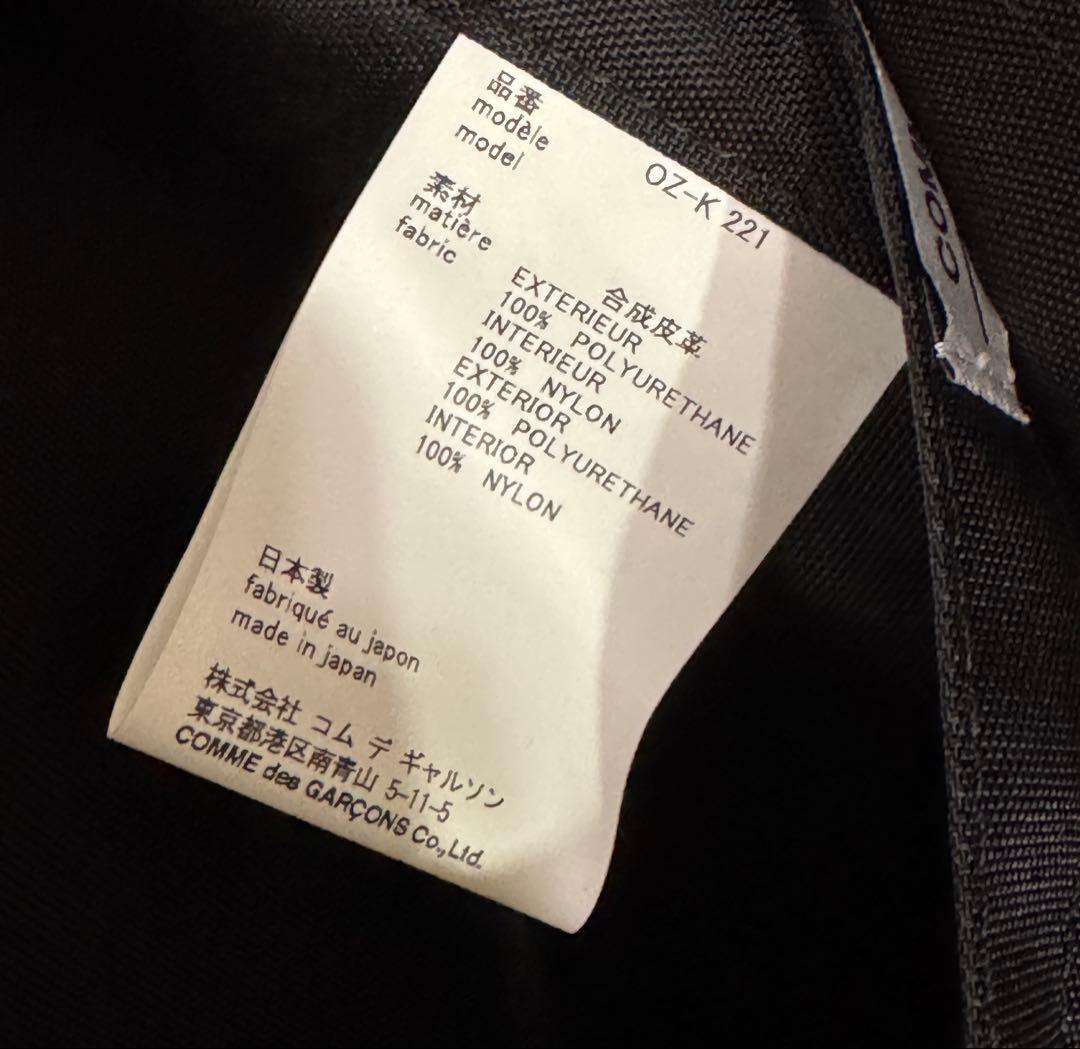 品番
modèle
model
OZ-K 221
素材
matière
fabric
合成皮革
EXTERIEUR
100% POLYURETHANE
INTERIEUR
100% NYLON
EXTERIOR
100% POLYURETHANE
INTERIOR
100% NYLON
日本製
fabriqué au japon
made in japan
株式会社 コム デ ギャルソン
東京都港区南青山 5-11-5
COMME des GARÇONS Co.,Ltd.
COM